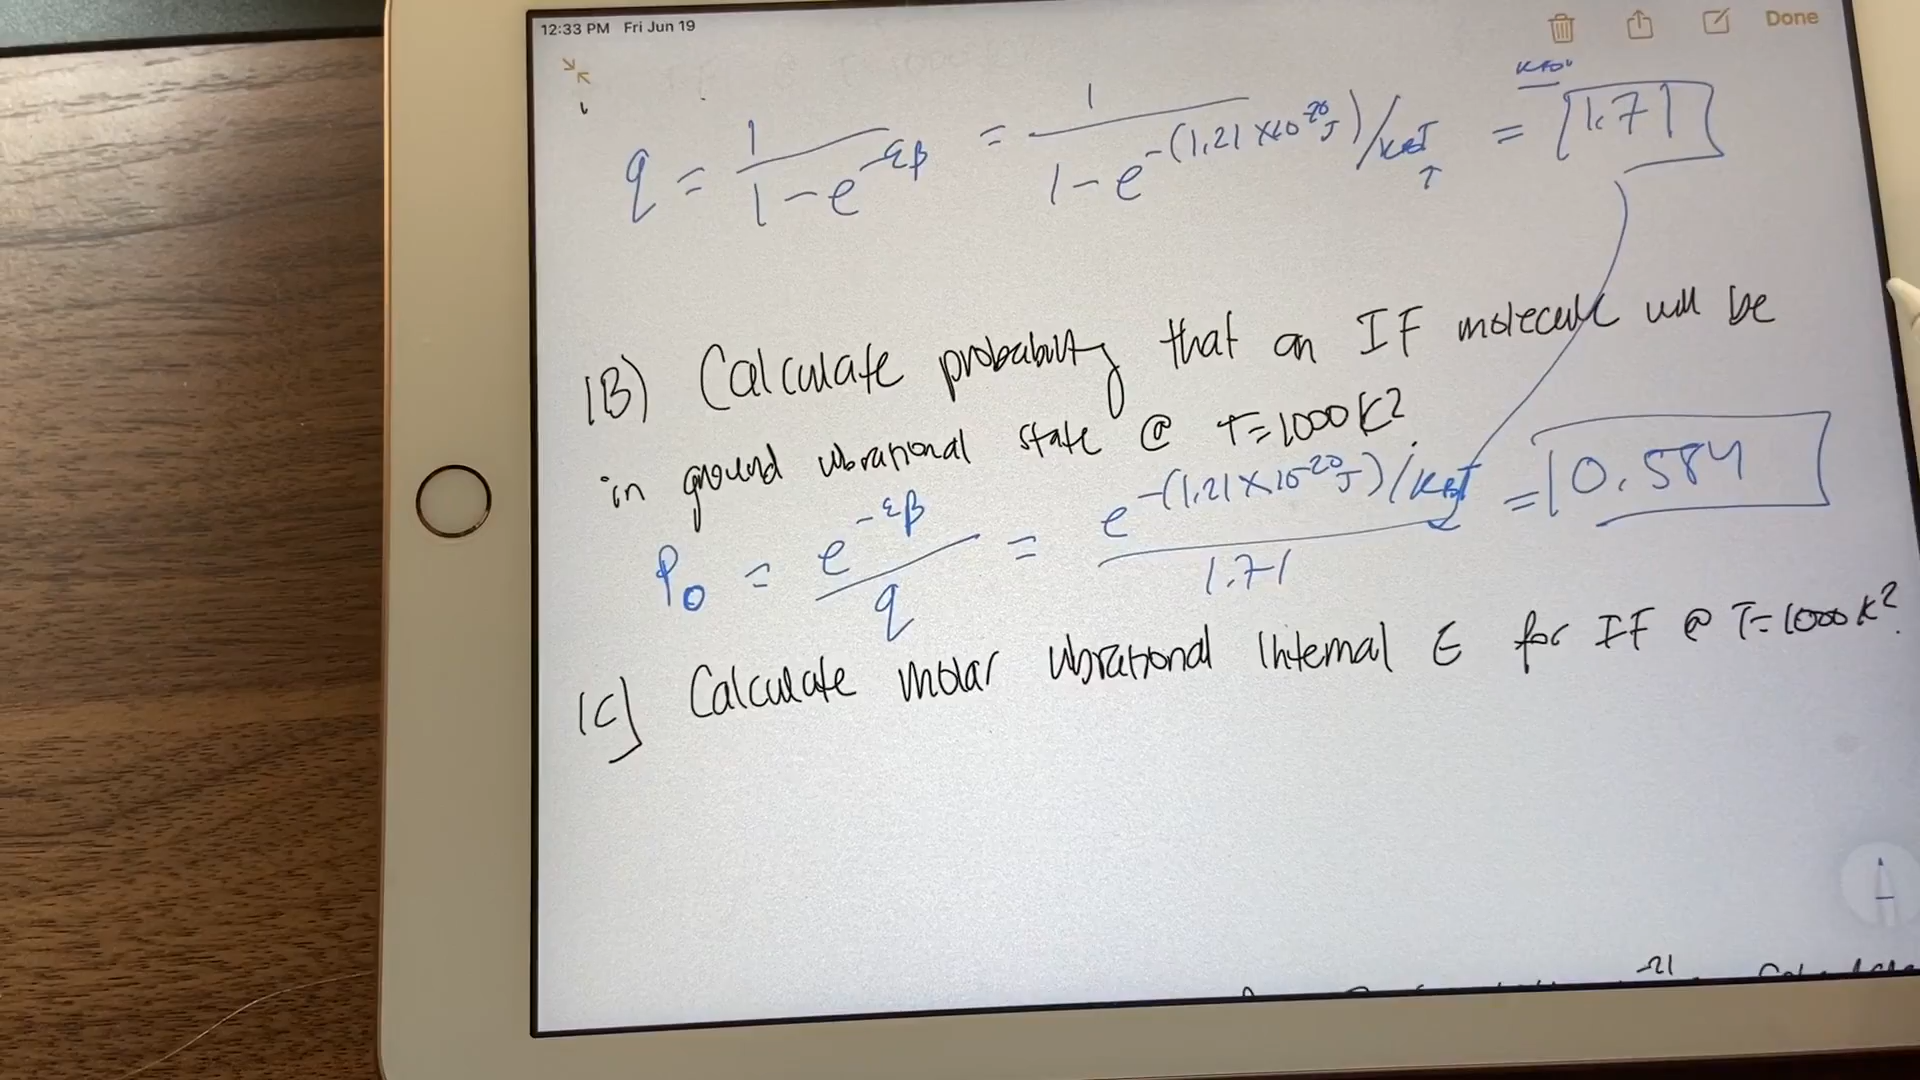 12:33 PM Fri Jun 19
Done
q = 1 / 1-e^-εβ = 1 / 1-e^-(1.21×10^-20 J)/kBT = 1.71
1B) Calculate probability that an IF molecule will be
in ground vibrational state @ T=1000K?
P0 = e^-εβ / q = e^-(1.21×10^-20 J)/kBT / 1.71 = 0.584
1C) Calculate molar vibrational internal E for IF @ T=1000K?
-21